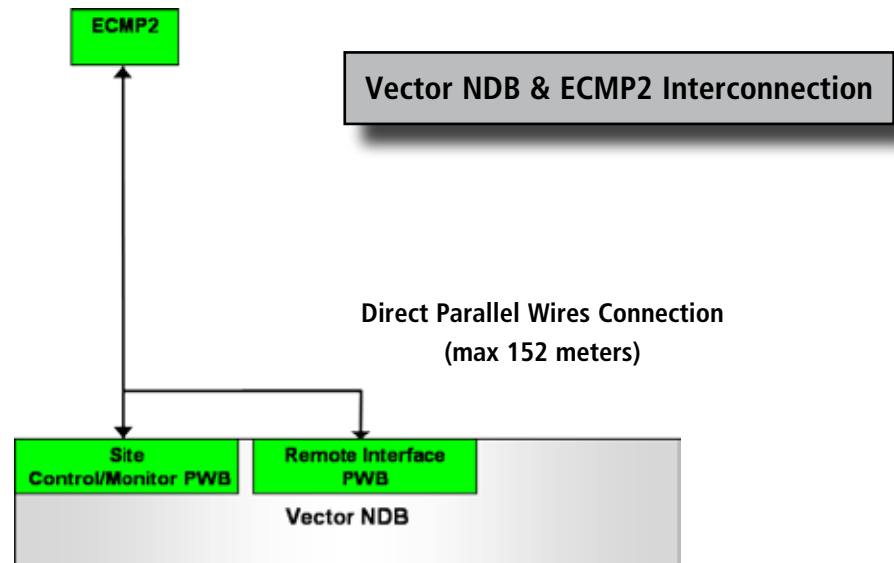 ECMP2
Vector NDB & ECMP2 Interconnection
Direct Parallel Wires Connection
(max 152 meters)
Site
Control/Monitor PWB
Remote Interface
PWB
Vector NDB